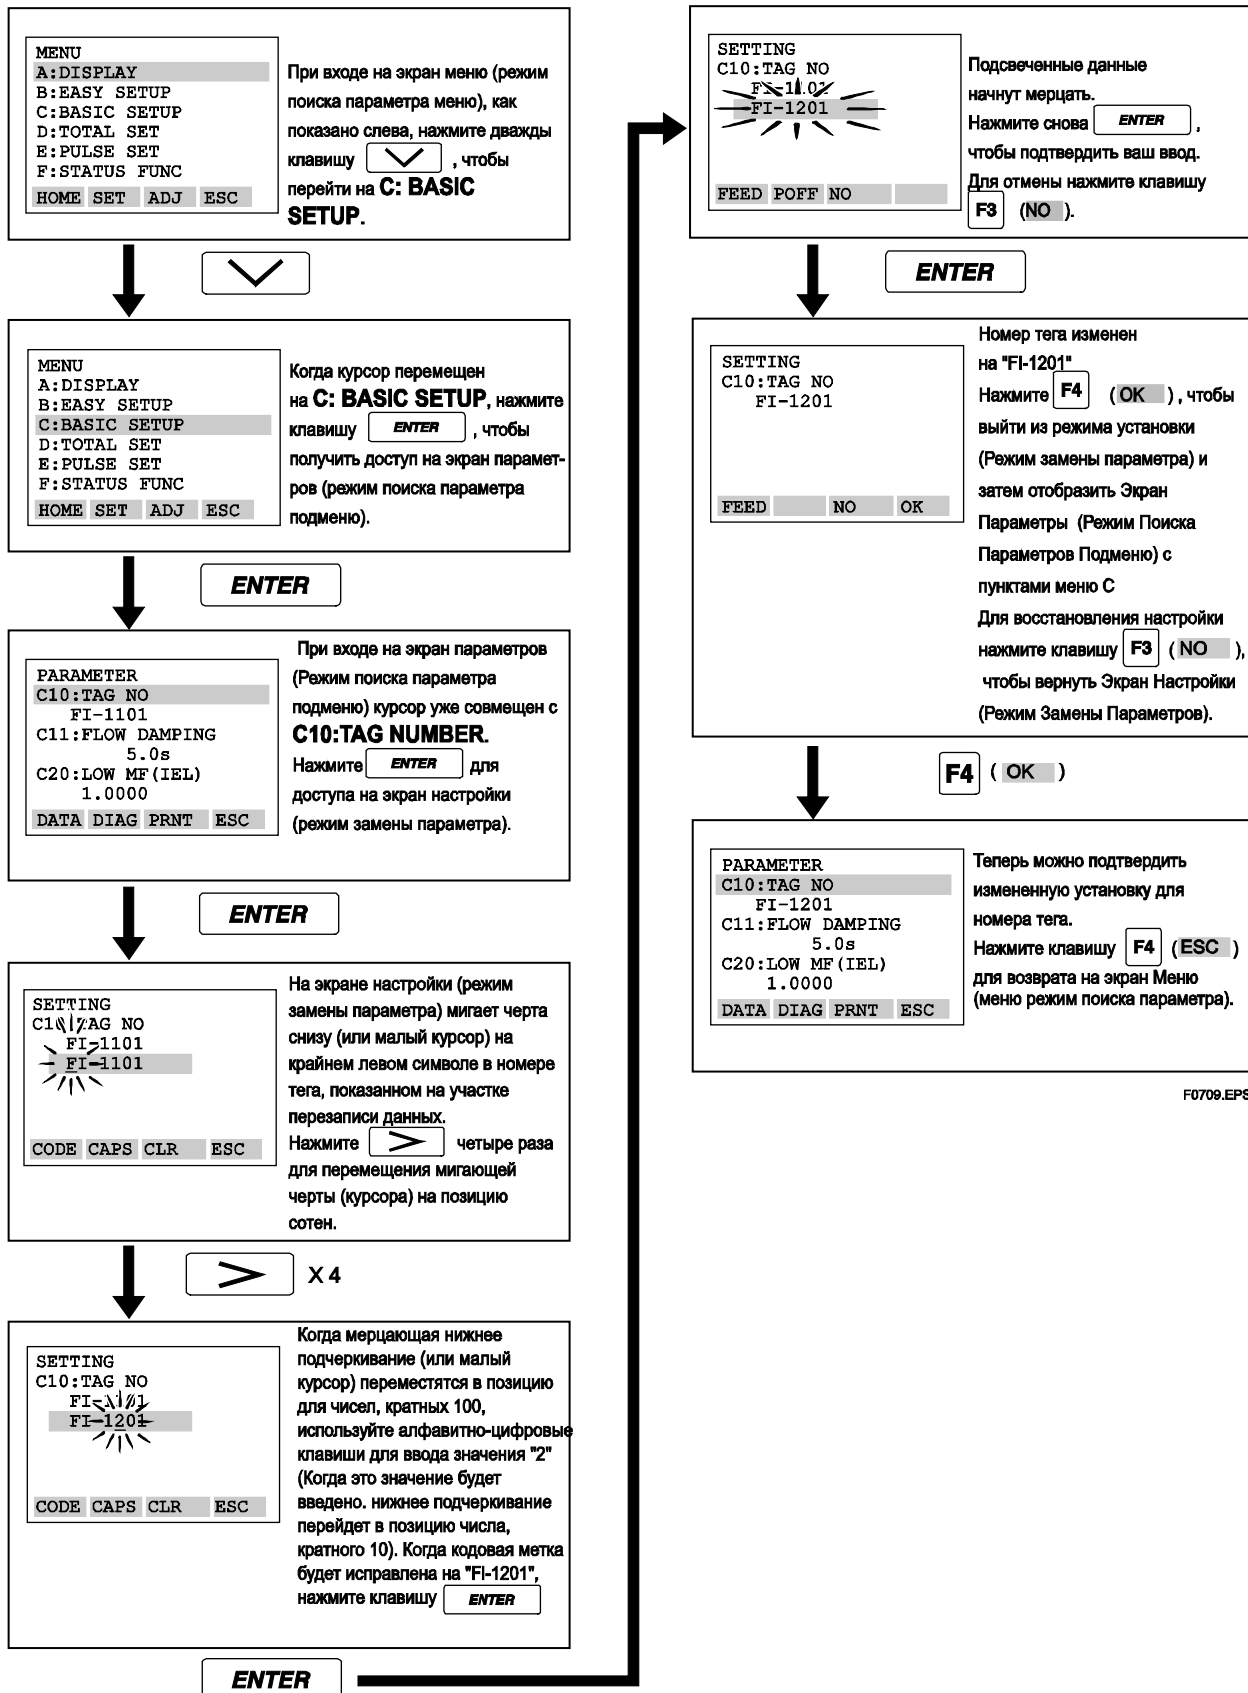 MENU
A:DISPLAY
B:EASY SETUP
C:BASIC SETUP
D:TOTAL SET
E:PULSE SET
F:STATUS FUNC
HOME SET ADJ ESC
При входе на экран меню (режим
поиска параметра меню), как
показано слева, нажмите дважды
клавишу , чтобы
перейти на C: BASIC
SETUP.
MENU
A:DISPLAY
B:EASY SETUP
C:BASIC SETUP
D:TOTAL SET
E:PULSE SET
F:STATUS FUNC
HOME SET ADJ ESC
Когда курсор перемещен
на C: BASIC SETUP, нажмите
клавишу ENTER , чтобы
получить доступ на экран парамет-
ров (режим поиска параметра
подменю).
ENTER
PARAMETER
C10:TAG NO
FI-1101
C11:FLOW DAMPING
5.0s
C20:LOW MF(IEL)
1.0000
DATA DIAG PRNT ESC
При входе на экран параметров
(Режим поиска параметра
подменю) курсор уже совмещен с
C10:TAG NUMBER.
Нажмите ENTER для
доступа на экран настройки
(режим замены параметра).
ENTER
SETTING
C10:TAG NO
FI-1101
FI-1101
CODE CAPS CLR ESC
На экране настройки (режим
замены параметра) мигает черта
снизу (или малый курсор) на
крайнем левом символе в номере
тега, показанном на участке
перезаписи данных.
Нажмите > четыре раза
для перемещения мигающей
черты (курсора) на позицию
сотен.
> X 4
SETTING
C10:TAG NO
FI-1101
FI-1201
CODE CAPS CLR ESC
Когда мерцающая нижнее
подчеркивание (или малый
курсор) переместятся в позицию
для чисел, кратных 100,
используйте алфавитно-цифровые
клавиши для ввода значения "2"
(Когда это значение будет
введено. нижнее подчеркивание
перейдет в позицию числа,
кратного 10). Когда кодовая метка
будет исправлена на "FI-1201",
нажмите клавишу ENTER
ENTER
SETTING
C10:TAG NO
FI-1101
FI-1201
FEED POFF NO
Подсвеченные данные
начнут мерцать.
Нажмите снова ENTER ,
чтобы подтвердить ваш ввод.
Для отмены нажмите клавишу
F3 (NO ).
ENTER
SETTING
C10:TAG NO
FI-1201
FEED NO OK
Номер тега изменен
на "FI-1201"
Нажмите F4 ( OK ) , чтобы
выйти из режима установки
(Режим замены параметра) и
затем отобразить Экран
Параметры (Режим Поиска
Параметров Подменю) с
пунктами меню С
Для восстановления настройки
нажмите клавишу F3 ( NO ),
чтобы вернуть Экран Настройки
(Режим Замены Параметров).
F4 ( OK )
PARAMETER
C10:TAG NO
FI-1201
C11:FLOW DAMPING
5.0s
C20:LOW MF(IEL)
1.0000
DATA DIAG PRNT ESC
Теперь можно подтвердить
измененную установку для
номера тега.
Нажмите клавишу F4 (ESC )
для возврата на экран Меню
(меню режим поиска параметра).
F0709.EPS